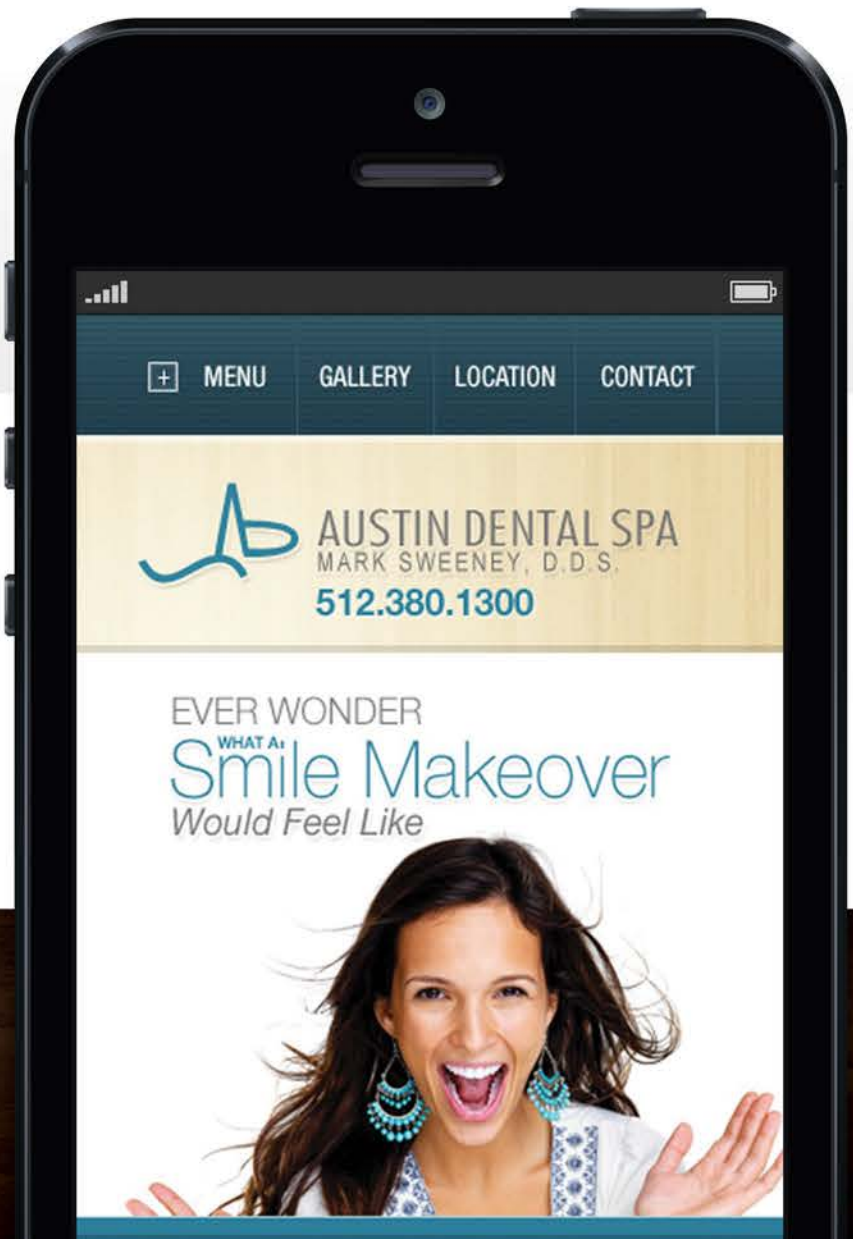 MENU GALLERY LOCATION CONTACT
AUSTIN DENTAL SPA
MARK SWEENEY, D.D.S.
512.380.1300
EVER WONDER
WHAT A
Smile Makeover
Would Feel Like